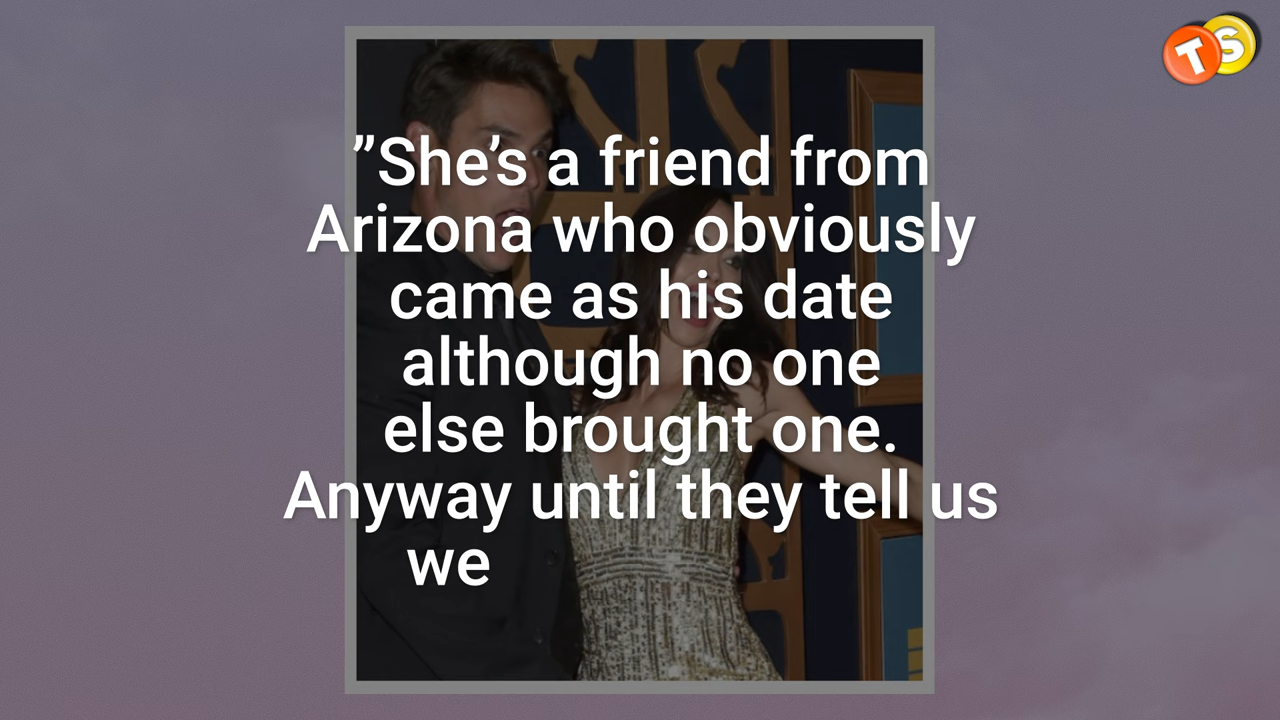 ”She’s a friend from
Arizona who obviously
came as his date
although no one
else brought one.
Anyway until they tell us
we
TS